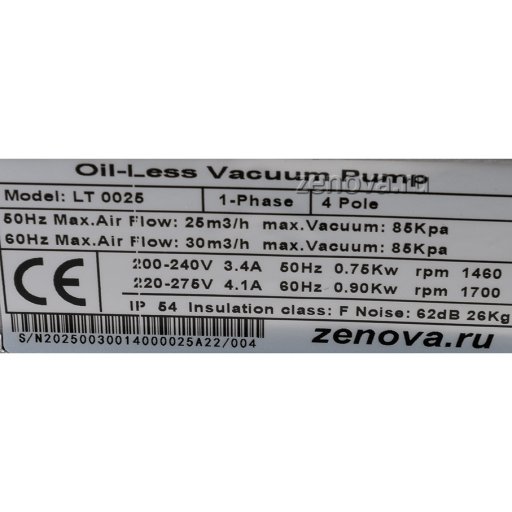 Oil-Less Vacuum Pump
zenova.ru
Model: LT 0025 1-Phase 4 Pole
50Hz Max.Air Flow: 25m3/h max.Vacuum: 85Kpa
60Hz Max.Air Flow: 30m3/h max.Vacuum: 85Kpa
CE
200-240V 3.4A 50Hz 0.75Kw rpm 1460
220-275V 4.1A 60Hz 0.90Kw rpm 1700
IP 54 Insulation class: F Noise: 62dB 26Kg
S/N20250030014000025A22/004
zenova.ru